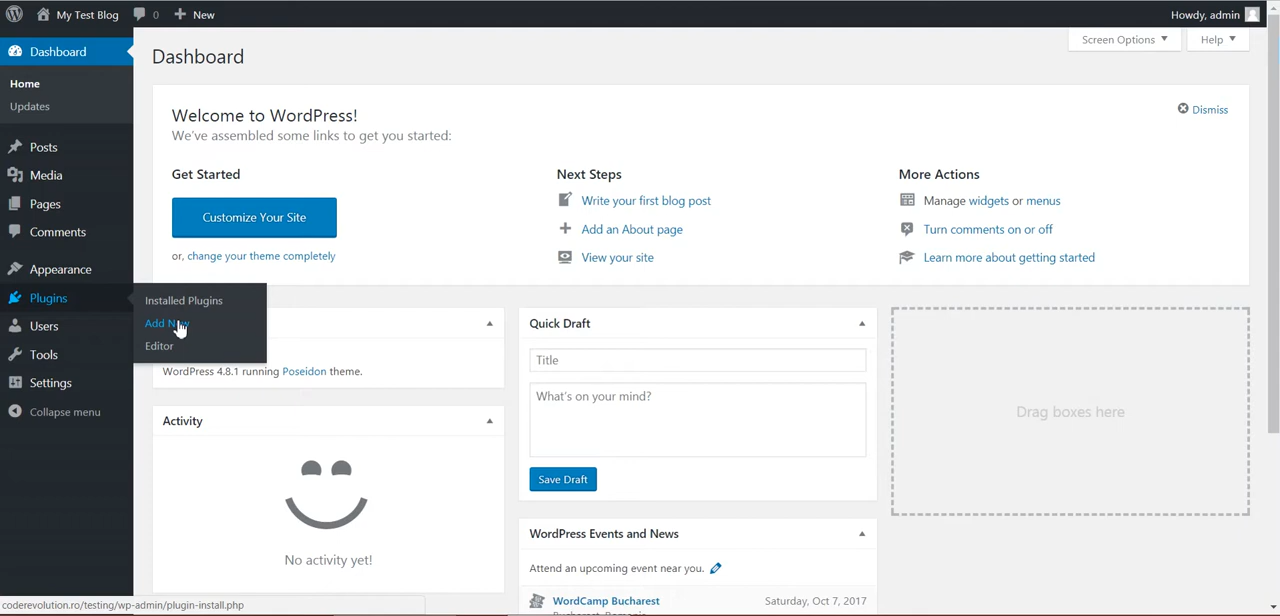 My Test Blog 0 New Howdy, admin
Dashboard
Home
Updates
Posts
Media
Pages
Comments
Appearance
Plugins
Users
Tools
Settings
Collapse menu
Installed Plugins
Add New
Editor
Screen Options Help
Dashboard
Welcome to WordPress!
We've assembled some links to get you started:
Dismiss
Get Started
Customize Your Site
or, change your theme completely
Next Steps
Write your first blog post
Add an About page
View your site
More Actions
Manage widgets or menus
Turn comments on or off
Learn more about getting started
WordPress 4.8.1 running Poseidon theme.
Activity
No activity yet!
Quick Draft
Title
What's on your mind?
Save Draft
WordPress Events and News
Attend an upcoming event near you.
WordCamp Bucharest Saturday, Oct 7, 2017
Drag boxes here
coderevolution.ro/testing/wp-admin/plugin-install.php